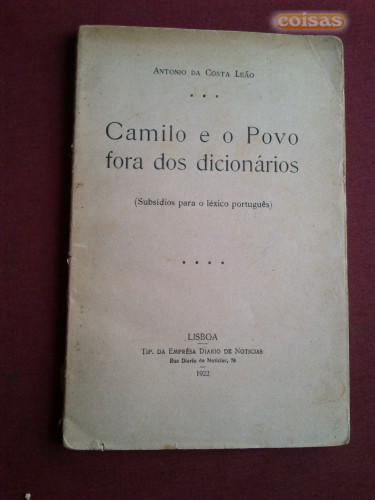 coisas
ANTONIO DA COSTA LEÃO
Camilo e o Povo
fora dos dicionários
(Subsídios para o léxico português)
LISBOA
TIP. DA EMPRÊSA DIARIO DE NOTICIAS
Rua Diario de Noticias, 78
1922